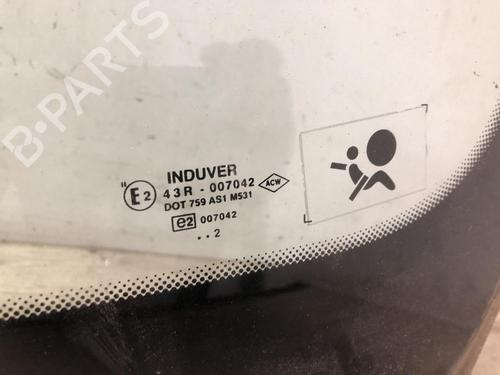 B-PARTS
INDUVER
" E2 43R - 007042 ACW
DOT 759 AS1 M531
e2 007042
..2